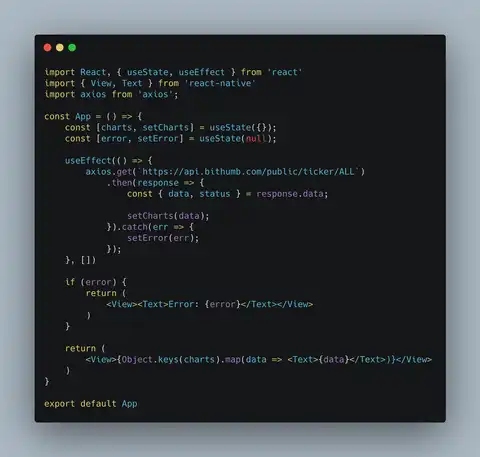 import React, { useState, useEffect } from 'react'
import { View, Text } from 'react-native'
import axios from 'axios';
const App = () => {
    const [charts, setCharts] = useState({});
    const [error, setError] = useState(null);
    useEffect(() => {
        axios.get(`https://api.bithumb.com/public/ticker/ALL`)
            .then(response => {
                const { data, status } = response.data;
                setCharts(data);
            }).catch(err => {
                setError(err);
            });
    }, [])
    if (error) {
        return (
            <View><Text>Error: {error}</Text></View>
        )
    }
    return (
        <View>{Object.keys(charts).map(data => <Text>{data}</Text>)}</View>
    )
}
export default App